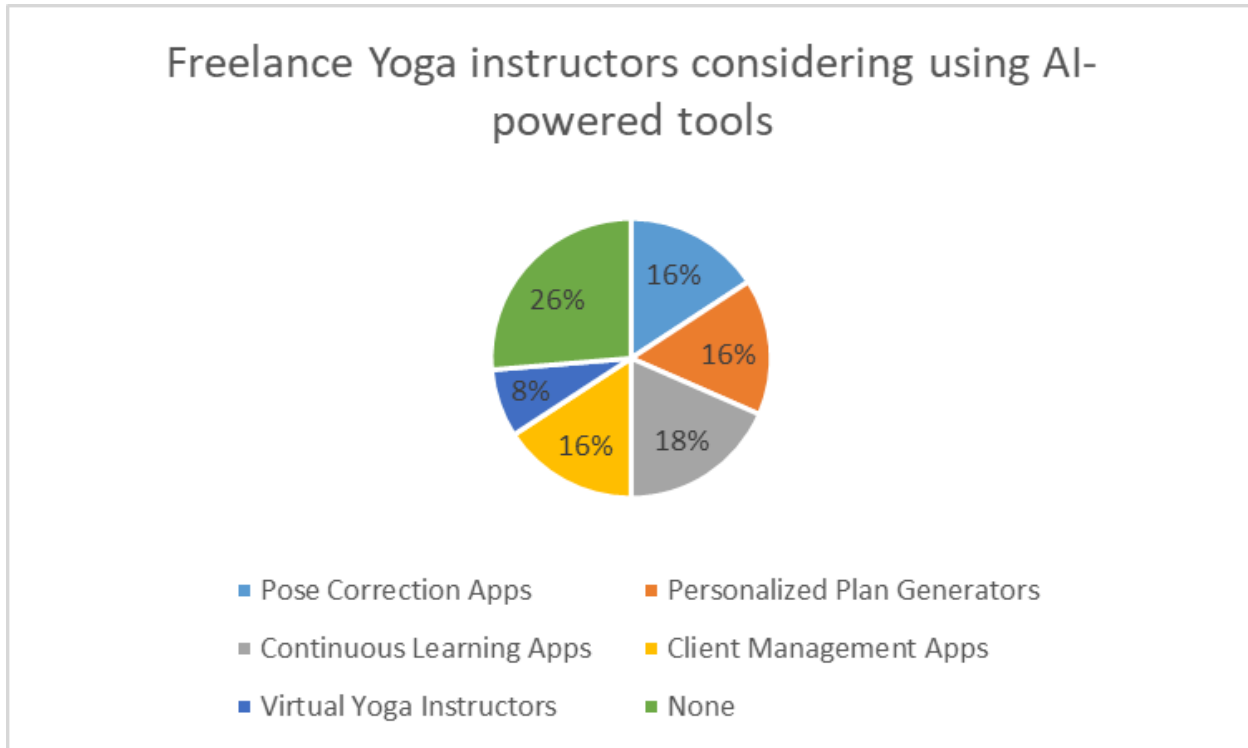 Freelance Yoga instructors considering using AI-
powered tools
16%
16%
18%
16%
8%
26%
Pose Correction Apps
Personalized Plan Generators
Continuous Learning Apps
Client Management Apps
Virtual Yoga Instructors
None